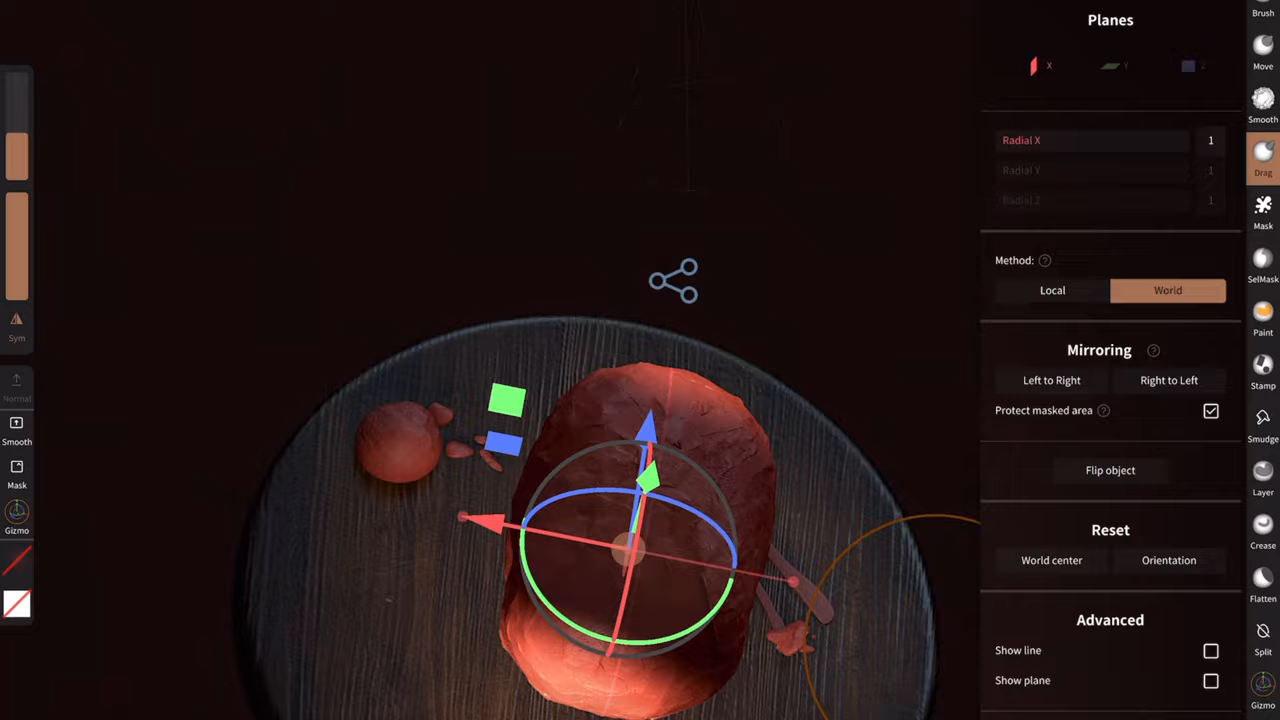 Sym
Normal
Smooth
Mask
Gizmo
Planes
X
Y
Z
Radial X 1
Radial Y 1
Radial Z 1
Method: ?
Local World
Mirroring ?
Left to Right Right to Left
Protect masked area ?
Flip object
Reset
World center Orientation
Advanced
Show line
Show plane
Brush
Move
Smooth
Drag
Mask
SelMask
Paint
Stamp
Smudge
Layer
Crease
Flatten
Split
Gizmo